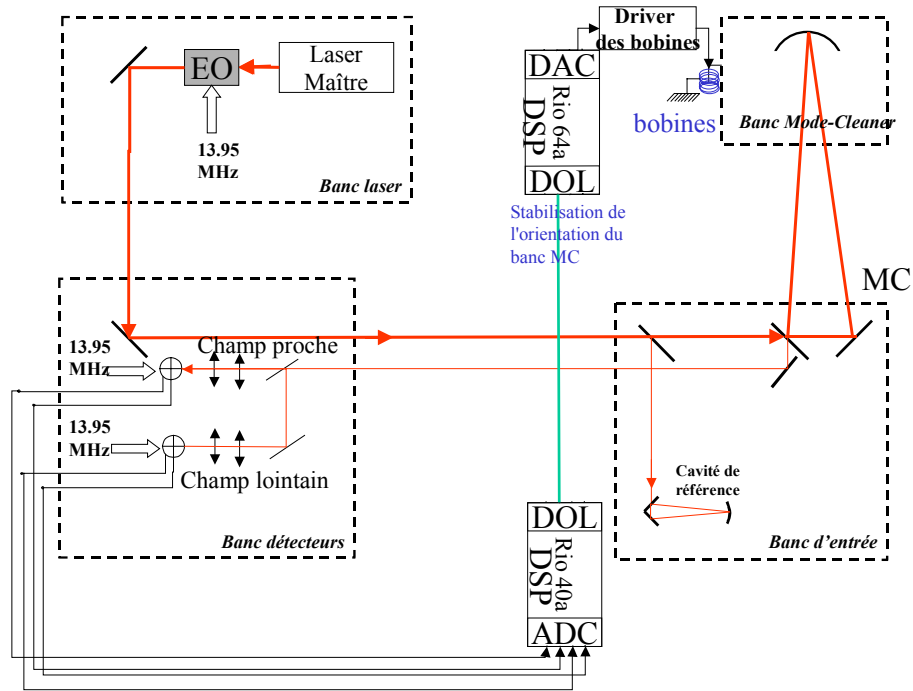 Laser
Maître
EO
13.95
MHz
Banc laser
Driver
des bobines
DAC
Rio 64a
DSP
DOL
bobines
Banc Mode-Cleaner
Stabilisation de
l'orientation du
banc MC
MC
13.95
MHz
Champ proche
13.95
MHz
Champ lointain
Banc détecteurs
Cavité de
référence
Banc d'entrée
DOL
Rio 40a
DSP
ADC